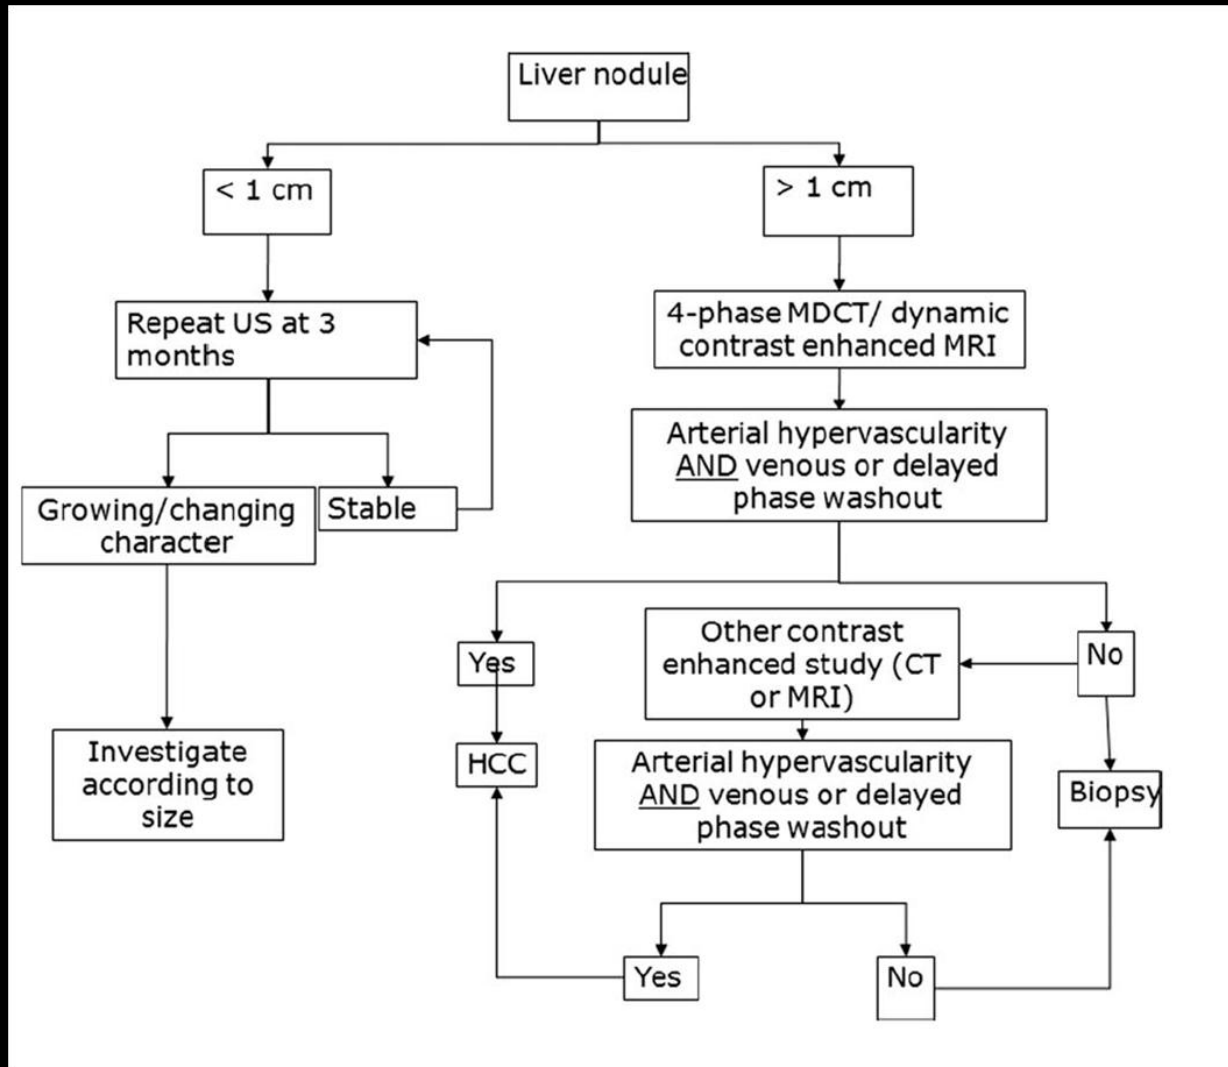 Liver nodule
< 1 cm
> 1 cm
Repeat US at 3
months
4-phase MDCT/ dynamic
contrast enhanced MRI
Arterial hypervascularity
AND venous or delayed
phase washout
Growing/changing
character
Stable
Yes
Other contrast
enhanced study (CT
or MRI)
No
Investigate
according to
size
HCC
Arterial hypervascularity
AND venous or delayed
phase washout
Biopsy
Yes
No